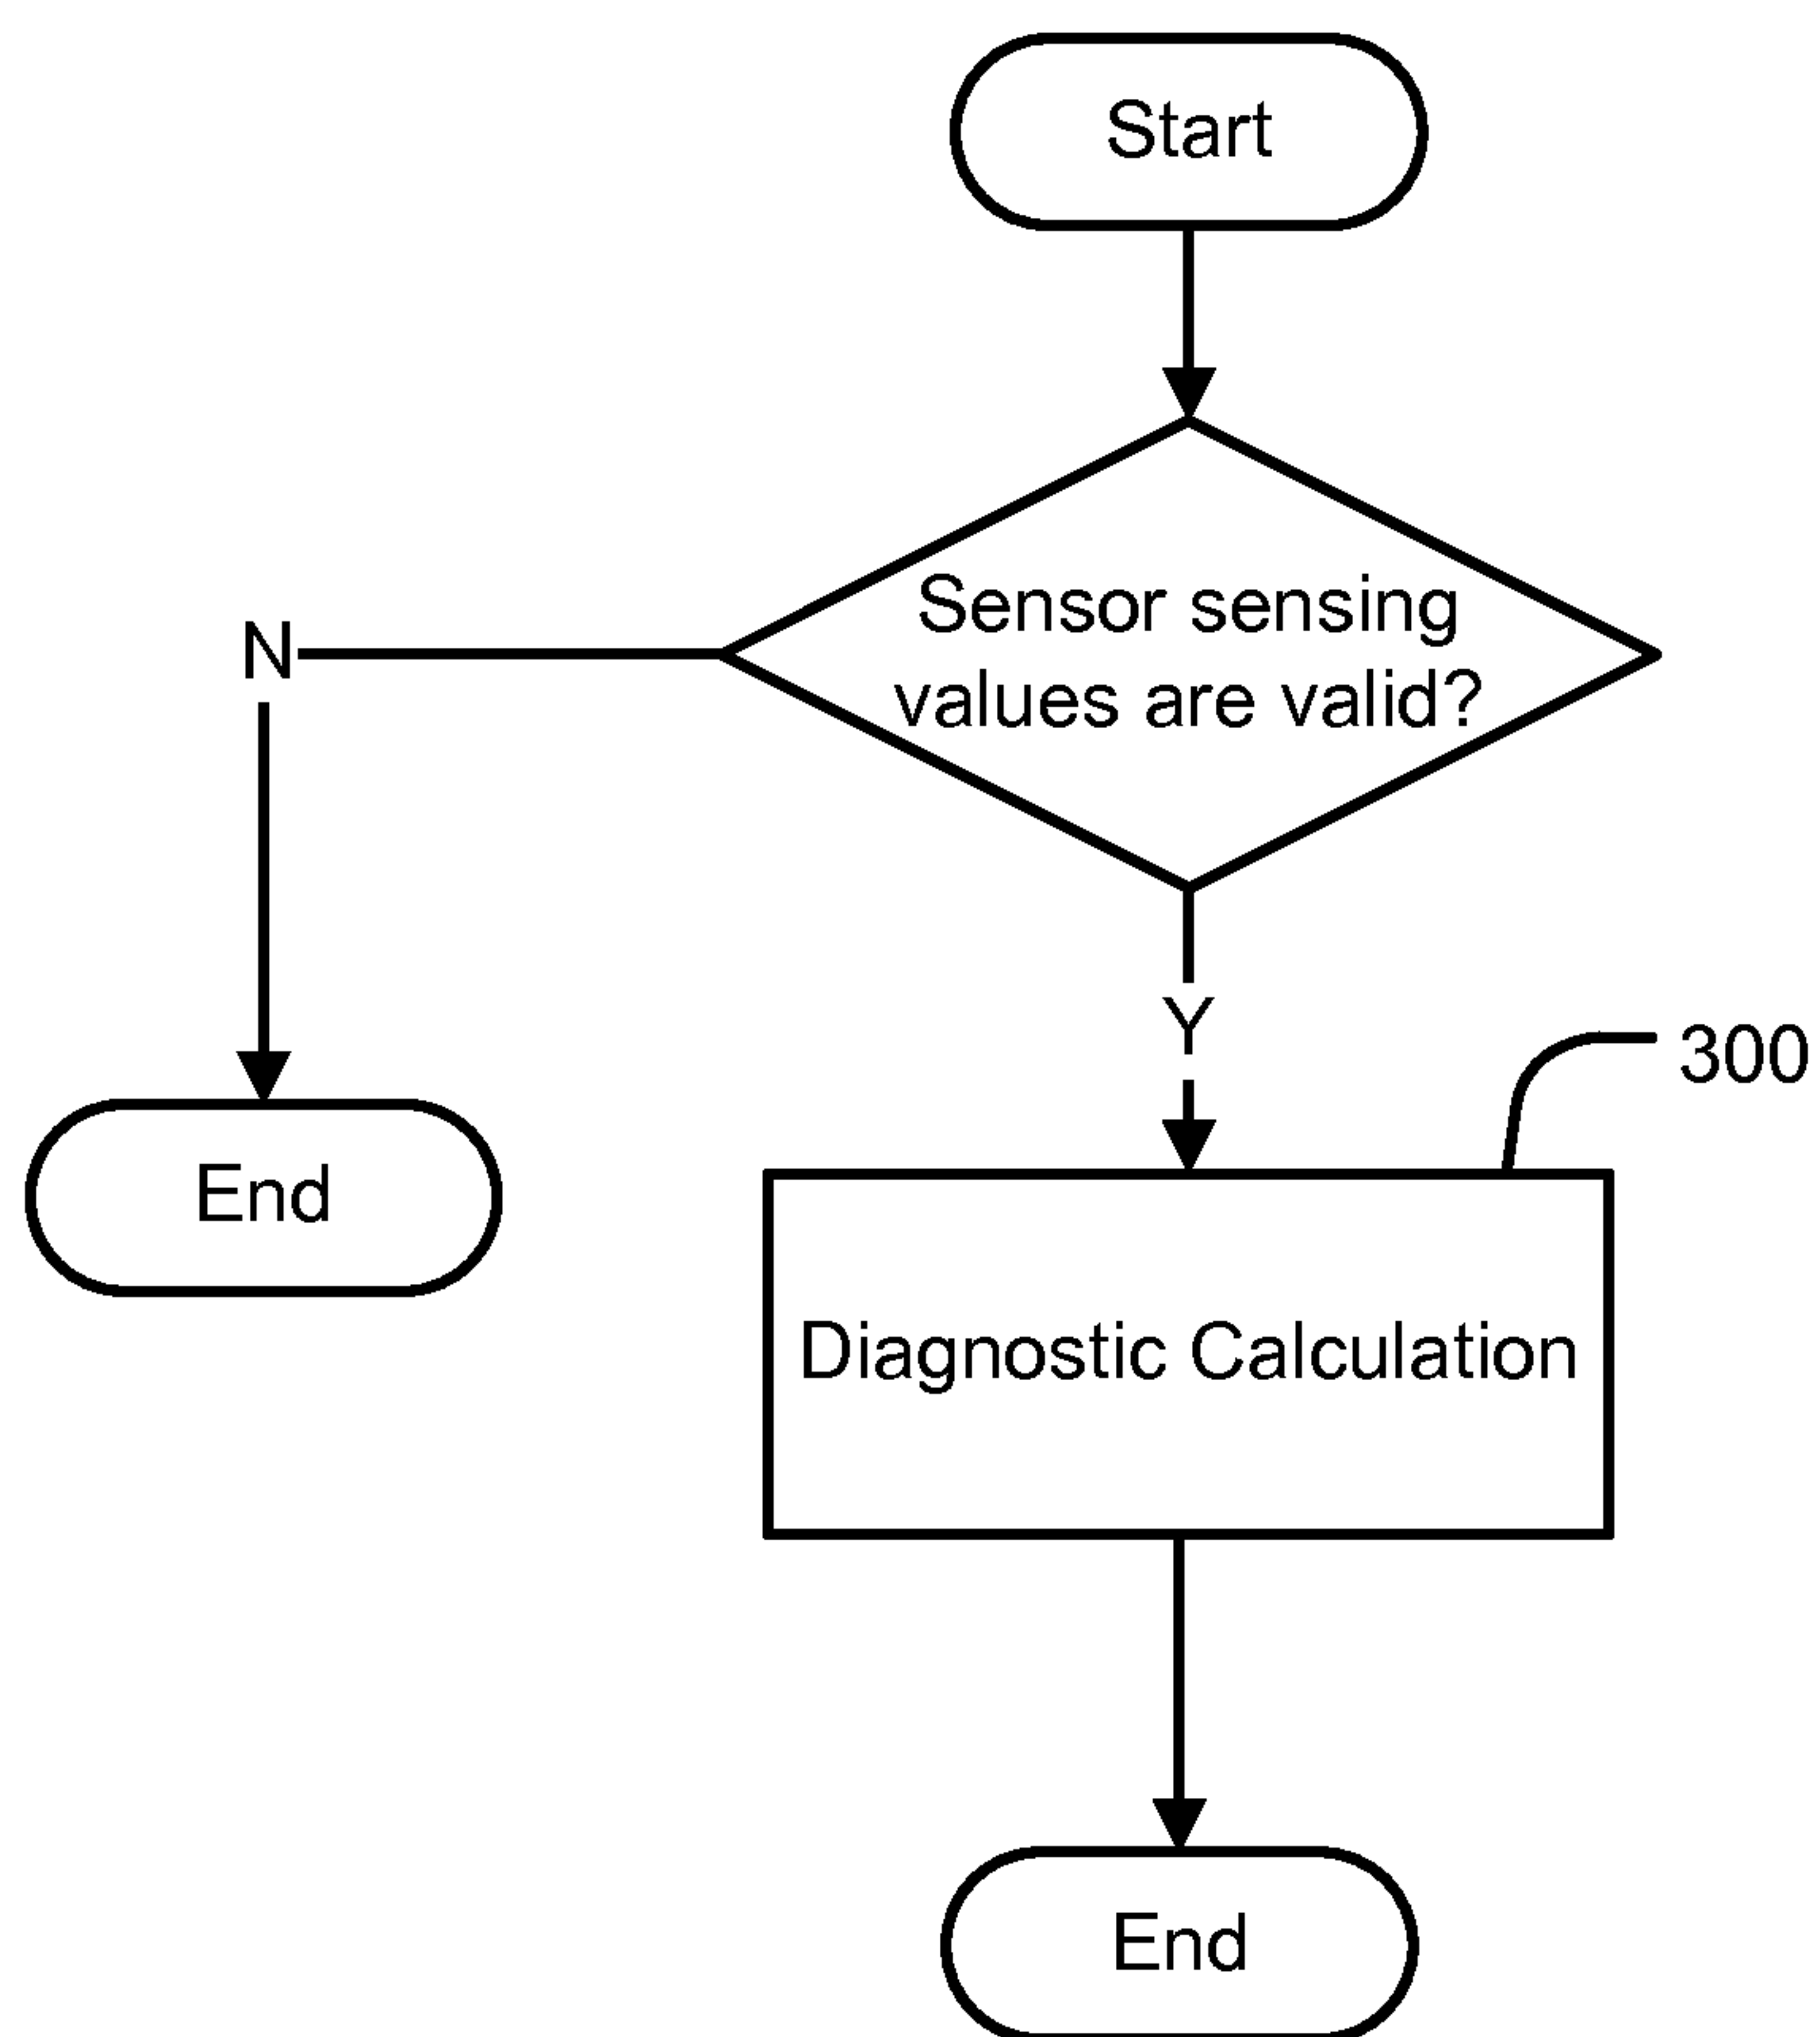 Start
Sensor sensing
values are valid?
N
Y
300
End
Diagnostic Calculation
End